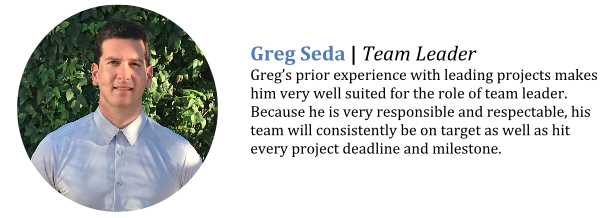 Greg Seda | Team Leader
Greg's prior experience with leading projects makes
him very well suited for the role of team leader.
Because he is very responsible and respectable, his
team will consistently be on target as well as hit
every project deadline and milestone.